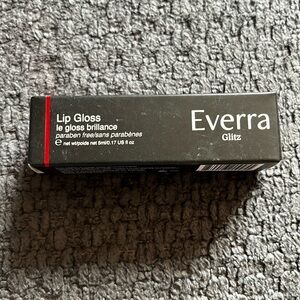 Lip Gloss
le gloss brillance
paraben free/sans parabènes
℮ net wt/poids net 5ml/0.17 US fl oz
Everra
Glitz